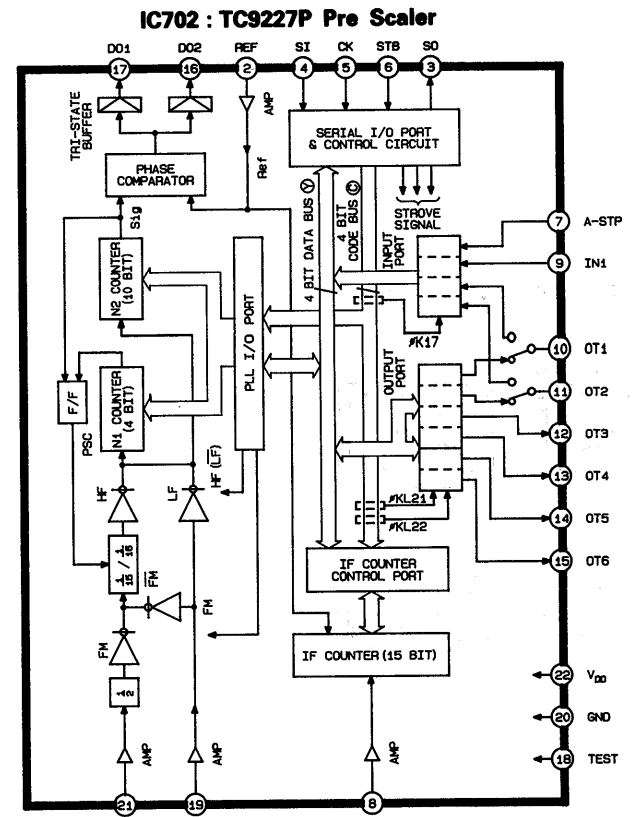 IC702 : TC9227P Pre Scaler
DO1 DO2 REF SI CK STB SO
17 16 2 4 5 6 3
TRI-STATE
BUFFER
AMP
SERIAL I/O PORT
& CONTROL CIRCUIT
PHASE
COMPARATOR
Ref
Sig
4 BIT DATA BUS Ⓨ
4 BIT
CODE BUS Ⓒ
STROVE
SIGNAL
INPUT
PORT
7 A-STP
9 IN1
N2 COUNTER
(10 BIT)
PLL I/O PORT
#K17
10 OT1
F/F
PSC
N1 COUNTER
(4 BIT)
OUTPUT
PORT
11 OT2
12 OT3
13 OT4
HF
LF
HF (L̅F̅)
#KL21
#KL22
14 OT5
15 OT6
1/15 / 1/16
F̅M̅
FM
IF COUNTER
CONTROL PORT
FM
1/2
IF COUNTER (15 BIT)
22 VDD
20 GND
18 TEST
AMP AMP AMP
21 19 8